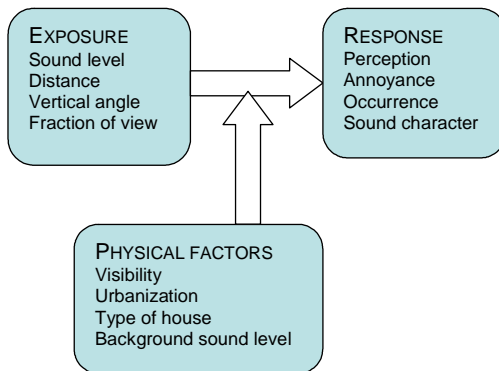 EXPOSURE
Sound level
Distance
Vertical angle
Fraction of view
RESPONSE
Perception
Annoyance
Occurrence
Sound character
PHYSICAL FACTORS
Visibility
Urbanization
Type of house
Background sound level